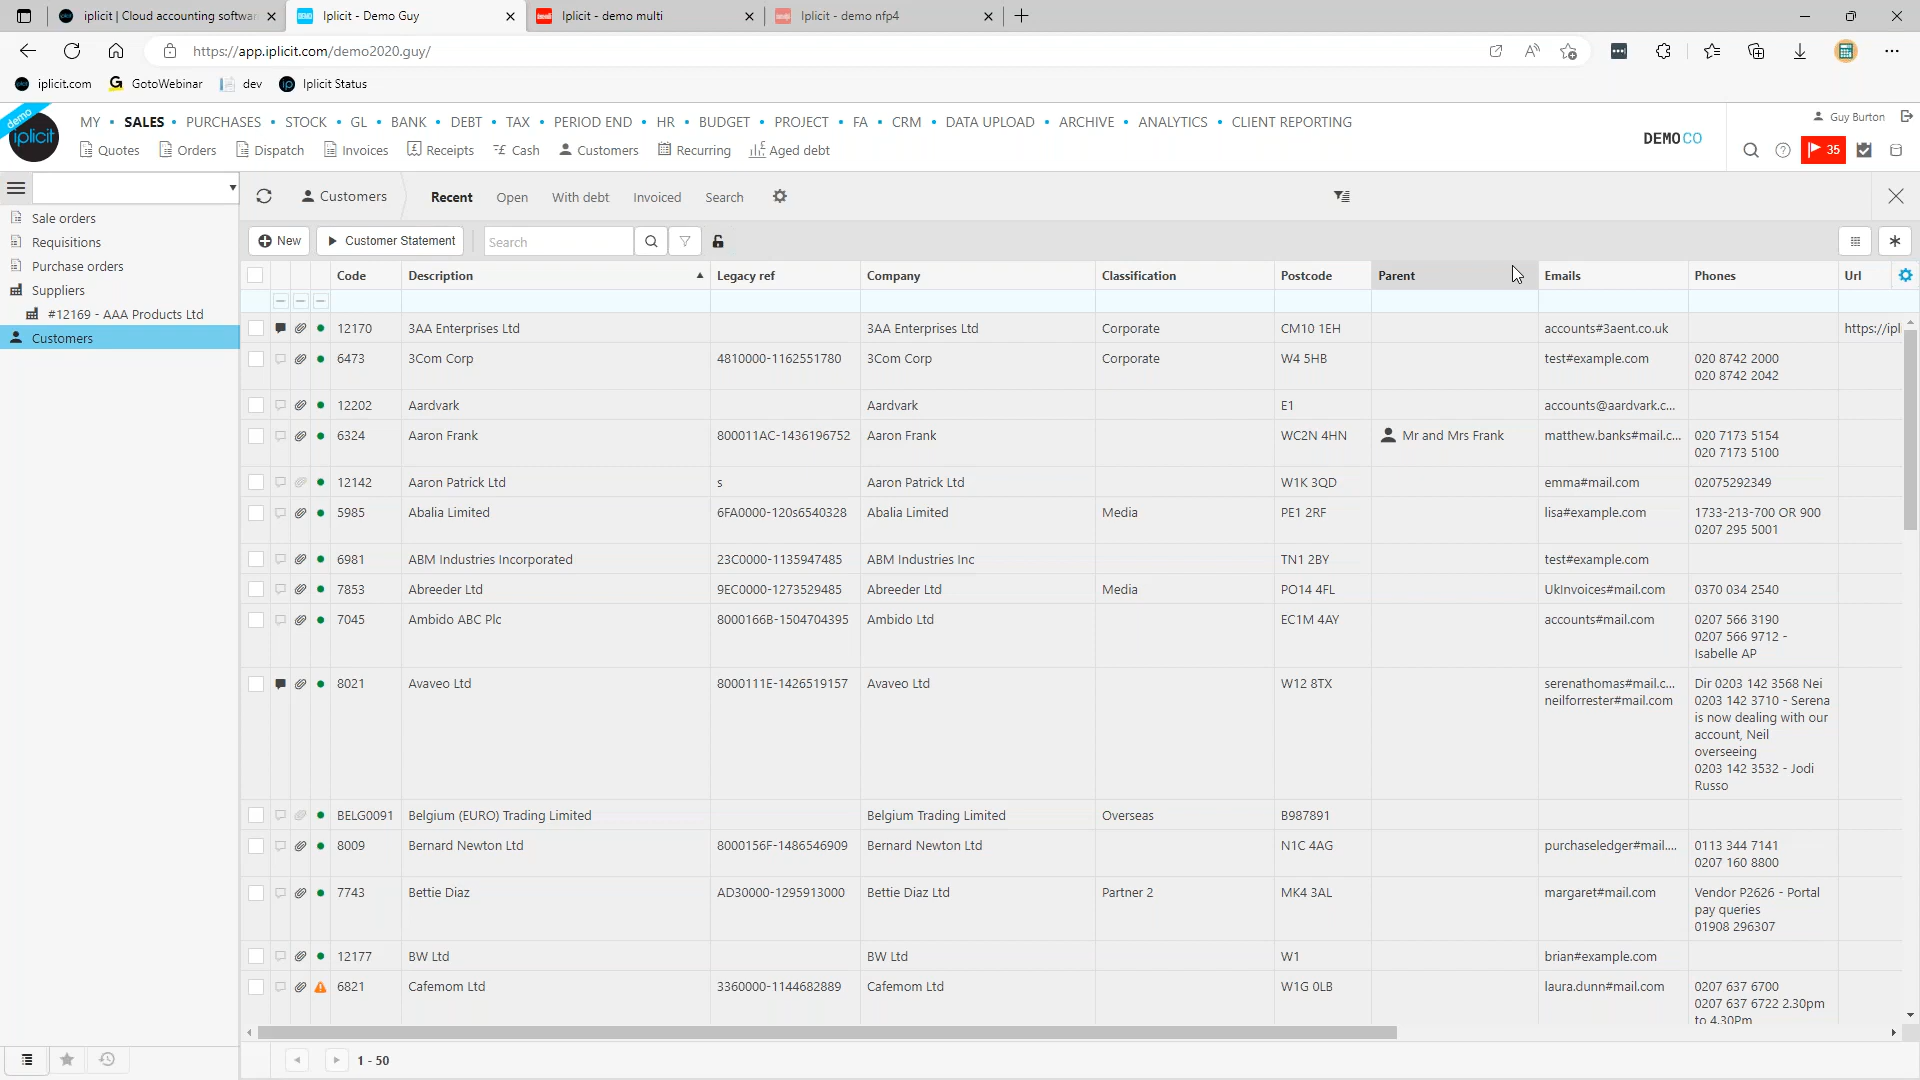 iplicit | Cloud accounting softwar
Iplicit - Demo Guy
Iplicit - demo multi
Iplicit - demo nfp4
https://app.iplicit.com/demo2020.guy/
iplicit.com
GotoWebinar
dev
Iplicit Status
demo
iplicit
MY • SALES • PURCHASES • STOCK • GL • BANK • DEBT • TAX • PERIOD END • HR • BUDGET • PROJECT • FA • CRM • DATA UPLOAD • ARCHIVE • ANALYTICS • CLIENT REPORTING
Quotes Orders Dispatch Invoices Receipts Cash Customers Recurring Aged debt
DEMOCO
Guy Burton
35
Sale orders
Requisitions
Purchase orders
Suppliers
#12169 - AAA Products Ltd
Customers
Customers Recent Open With debt Invoiced Search
New Customer Statement Search
Code Description Legacy ref Company Classification Postcode Parent Emails Phones Url
12170 3AA Enterprises Ltd 3AA Enterprises Ltd Corporate CM10 1EH accounts#3aent.co.uk https://ipl
6473 3Com Corp 4810000-1162551780 3Com Corp Corporate W4 5HB test#example.com 020 8742 2000
020 8742 2042
12202 Aardvark Aardvark E1 accounts@aardvark.c...
6324 Aaron Frank 800011AC-1436196752 Aaron Frank WC2N 4HN Mr and Mrs Frank matthew.banks#mail.c... 020 7173 5154
020 7173 5100
12142 Aaron Patrick Ltd s Aaron Patrick Ltd W1K 3QD emma#mail.com 02075292349
5985 Abalia Limited 6FA0000-120s6540328 Abalia Limited Media PE1 2RF lisa#example.com 1733-213-700 OR 900
0207 295 5001
6981 ABM Industries Incorporated 23C0000-1135947485 ABM Industries Inc TN1 2BY test#example.com
7853 Abreeder Ltd 9EC0000-1273529485 Abreeder Ltd Media PO14 4FL UkInvoices#mail.com 0370 034 2540
7045 Ambido ABC Plc 8000166B-1504704395 Ambido Ltd EC1M 4AY accounts#mail.com 0207 566 3190
0207 566 9712 -
Isabelle AP
8021 Avaveo Ltd 8000111E-1426519157 Avaveo Ltd W12 8TX serenathomas#mail.c... Dir 0203 142 3568 Nei
neilforrester#mail.com 0203 142 3710 - Serena
is now dealing with our
account, Neil
overseeing
0203 142 3532 - Jodi
Russo
BELG0091 Belgium (EURO) Trading Limited Belgium Trading Limited Overseas B987891
8009 Bernard Newton Ltd 8000156F-1486546909 Bernard Newton Ltd N1C 4AG purchaseledger#mail.... 0113 344 7141
0207 160 8800
7743 Bettie Diaz AD30000-1295913000 Bettie Diaz Ltd Partner 2 MK4 3AL margaret#mail.com Vendor P2626 - Portal
pay queries
01908 296307
12177 BW Ltd BW Ltd W1 brian#example.com
6821 Cafemom Ltd 3360000-1144682889 Cafemom Ltd W1G 0LB laura.dunn#mail.com 0207 637 6700
0207 637 6722 2.30pm
to 4.30Pm
1 - 50